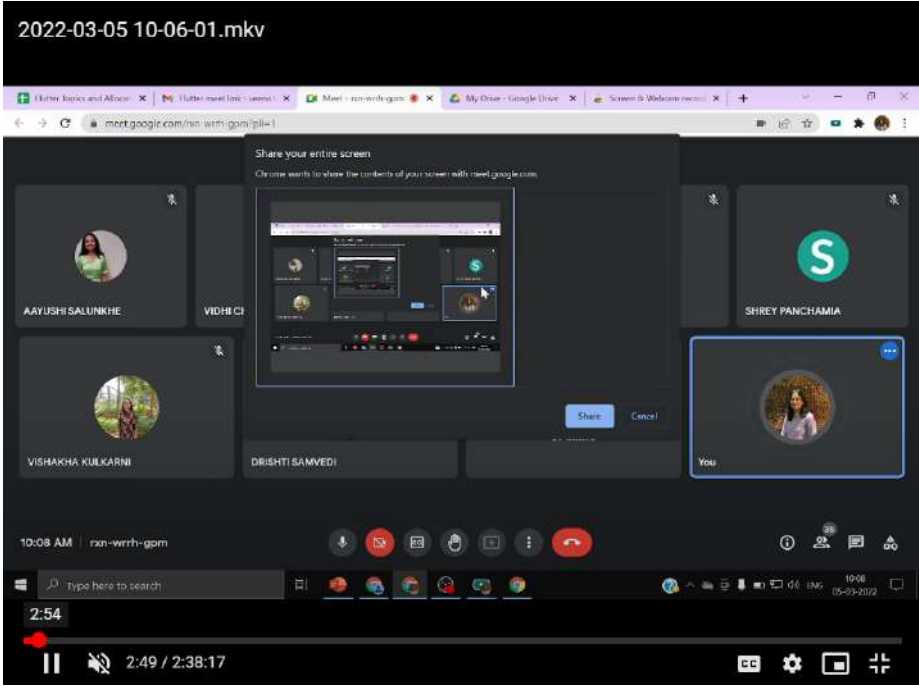 2022-03-05 10-06-01.mkv
Flutter Topics and Alloca
Flutter meet link -
Meet - rxn-wrrh-gpm
My Drive - Google Drive
Screen & Webcam
meet.google.com/rxn-wrrh-gpm?pli=1
Share your entire screen
Chrome wants to share the contents of your screen with meet.google.com.
AAYUSHI SALUNKHE
VIDHI
S
SHREY PANCHAMIA
Share
Cancel
VISHAKHA KULKARNI
DRISHTI SAMVEDI
You
10:08 AM
rxn-wrrh-gpm
35
Type here to search
ENG
10:08
05-03-2022
2:54
2:49 / 2:38:17
CC